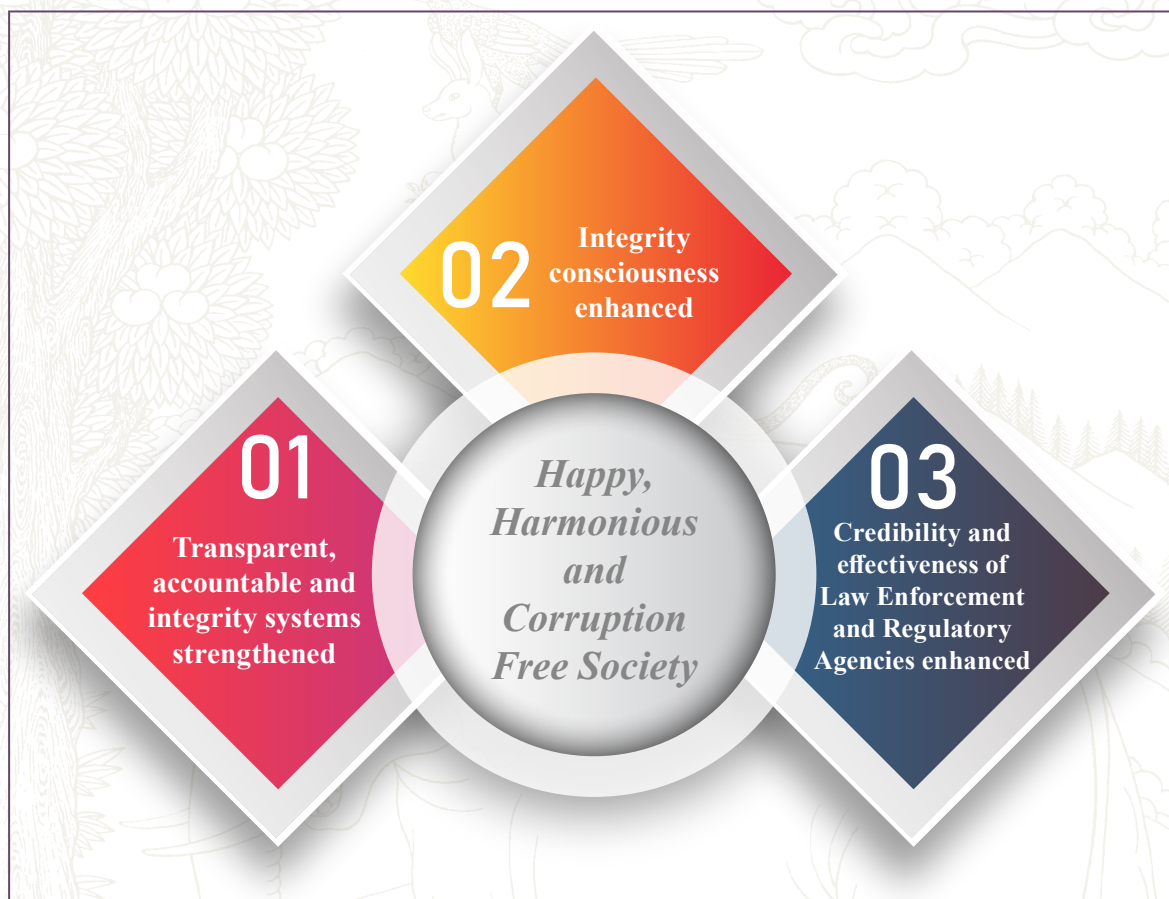 01
Transparent,
accountable and
integrity systems
strengthened
02
Integrity
consciousness
enhanced
03
Credibility and
effectiveness of
Law Enforcement
and Regulatory
Agencies enhanced
Happy,
Harmonious
and
Corruption
Free Society